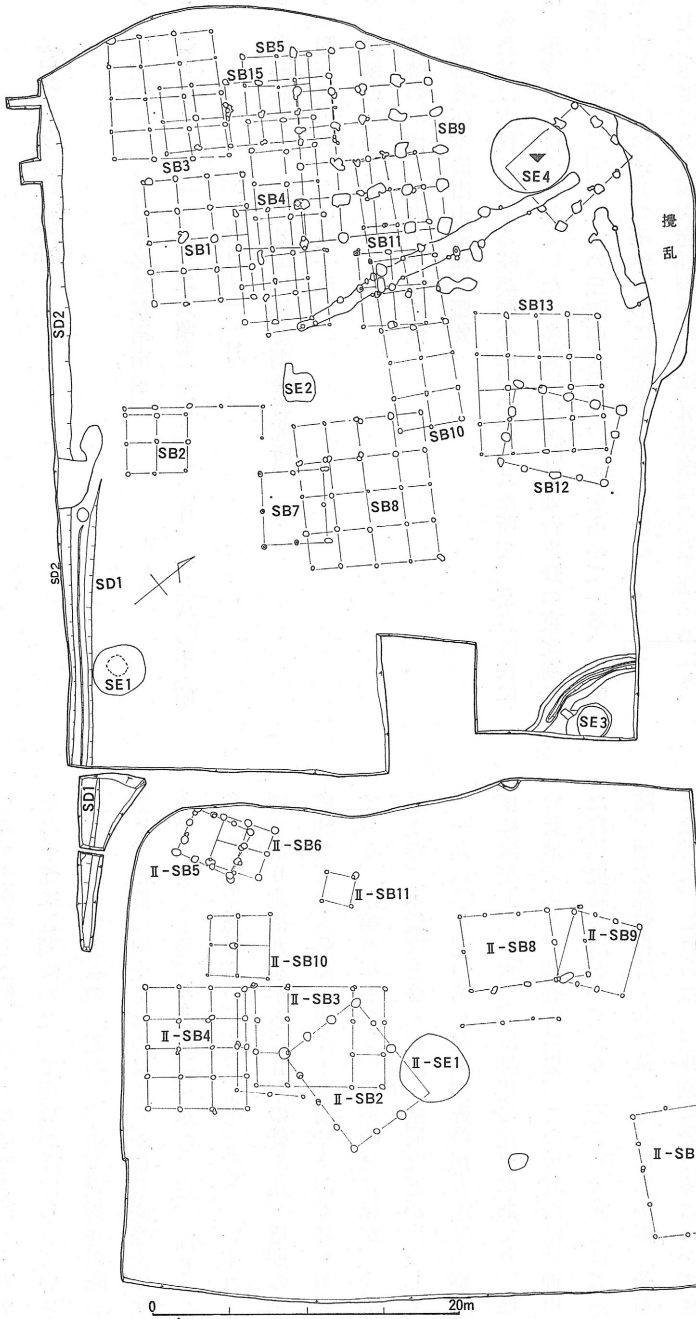 SB5
SB15
SB9
SB3
SE4
SB4
SB1
SB11
攪乱
SD2
SB13
SE2
SB2
SB10
SB12
SB7
SB8
SD2
SD1
SE1
SE3
SD1
Ⅱ-SB6
Ⅱ-SB5
Ⅱ-SB11
Ⅱ-SB8
Ⅱ-SB9
Ⅱ-SB10
Ⅱ-SB3
Ⅱ-SB4
Ⅱ-SE1
Ⅱ-SB2
Ⅱ-SB
0
20m